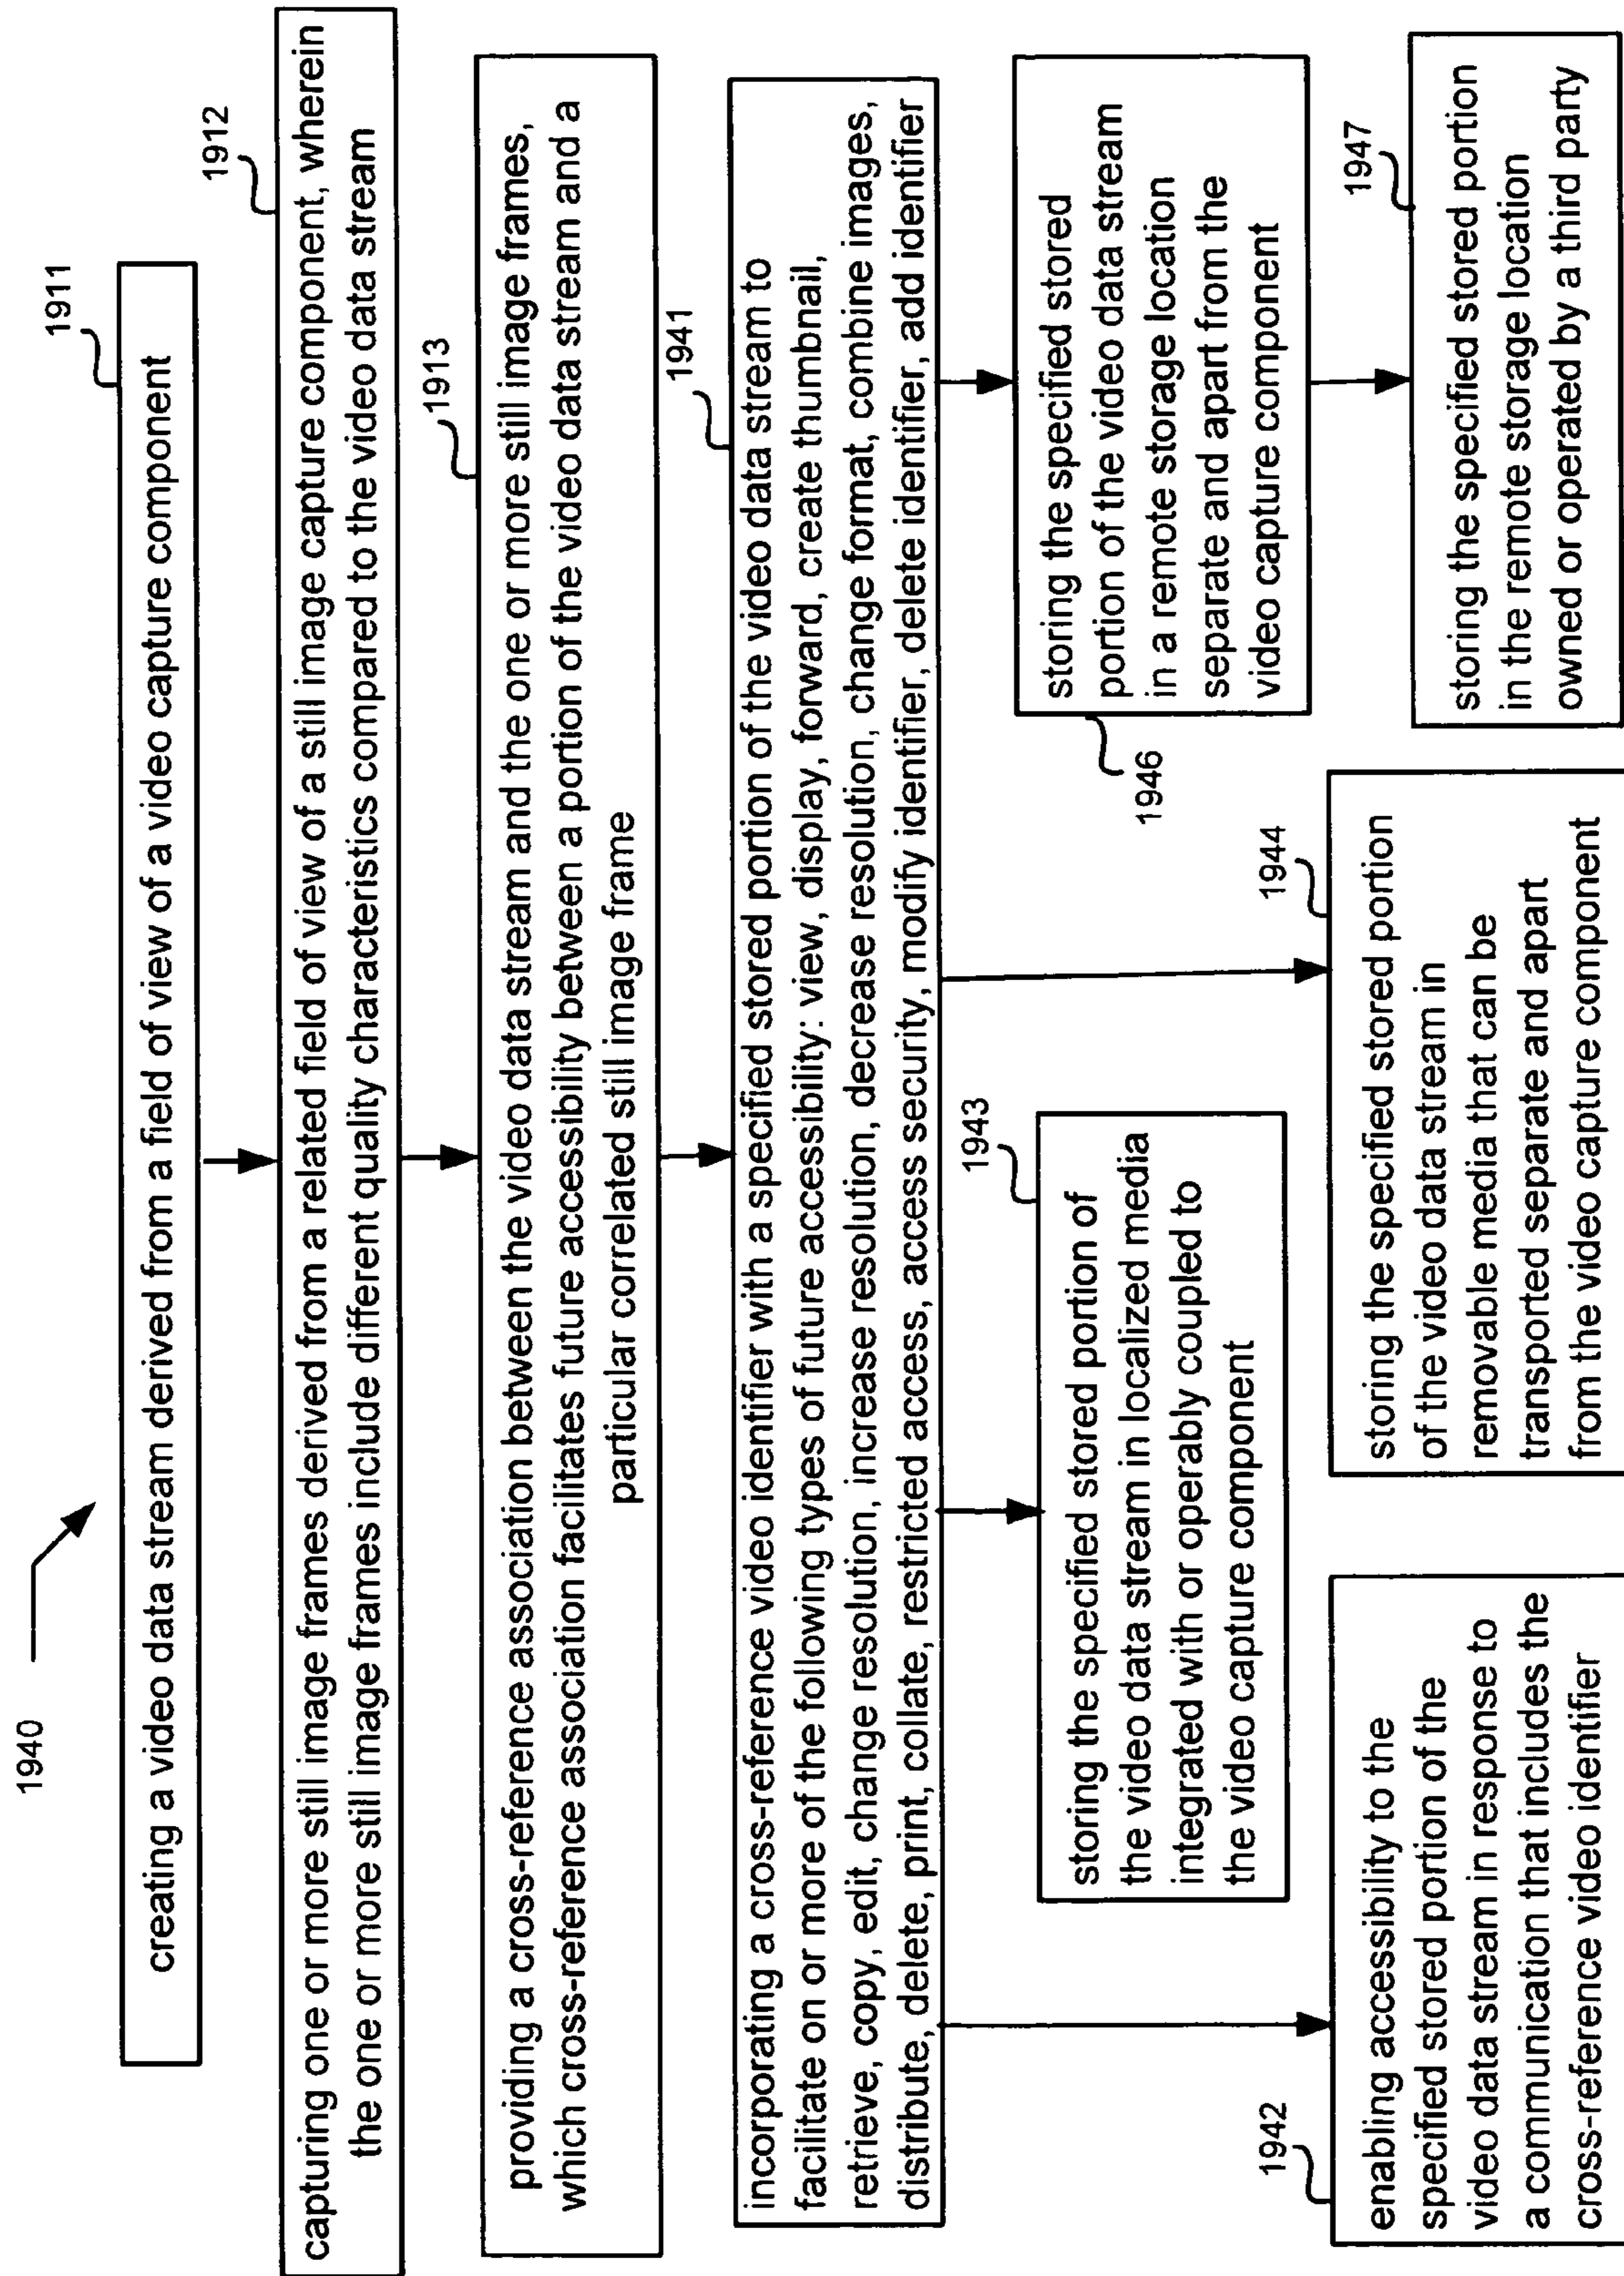 1940
1911
creating a video data stream derived from a field of view of a video capture component
1912
capturing one or more still image frames derived from a related field of view of a still image capture component, wherein
the one or more still image frames include different quality characteristics compared to the video data stream
1913
providing a cross-reference association between the video data stream and the one or more still image frames,
which cross-reference association facilitates future accessibility between a portion of the video data stream and a
particular correlated still image frame
1941
incorporating a cross-reference video identifier with a specified stored portion of the video data stream to
facilitate on or more of the following types of future accessibility: view, display, forward, create thumbnail,
retrieve, copy, edit, change resolution, increase resolution, decrease resolution, change format, combine images,
distribute, delete, print, collate, restricted access, access security, modify identifier, delete identifier, add identifier
1942
enabling accessibility to the
specified stored portion of the
video data stream in response to
a communication that includes the
cross-reference video identifier
1943
storing the specified stored portion of
the video data stream in localized media
integrated with or operably coupled to
the video capture component
1944
storing the specified stored portion
of the video data stream in
removable media that can be
transported separate and apart
from the video capture component
1946
storing the specified stored
portion of the video data stream
in a remote storage location
separate and apart from the
video capture component
1947
storing the specified stored portion
in the remote storage location
owned or operated by a third party